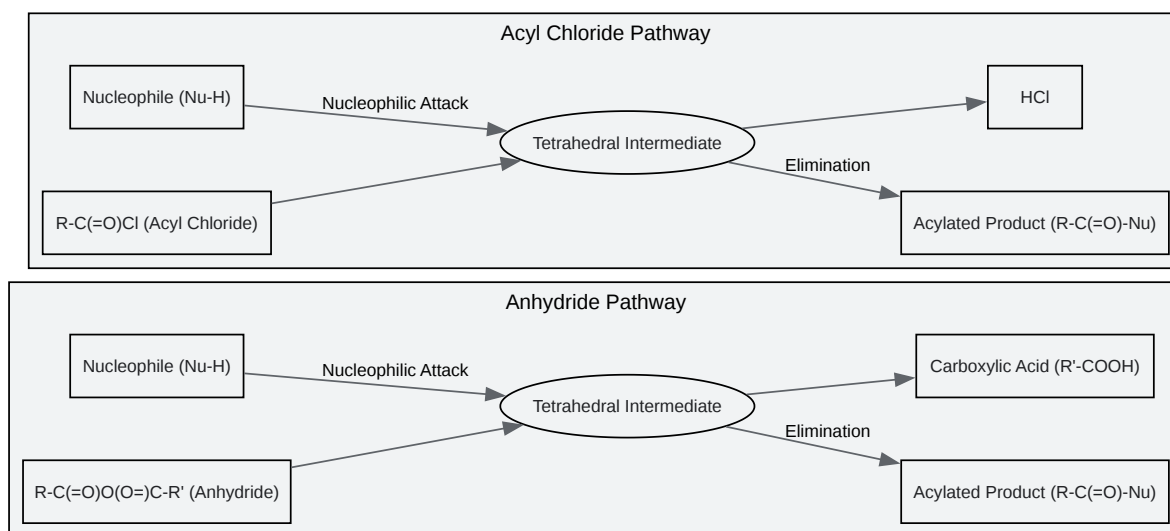 Acyl Chloride Pathway
Nucleophile (Nu-H)
Nucleophilic Attack
HCl
Tetrahedral Intermediate
Elimination
R-C(=O)Cl (Acyl Chloride)
Acylated Product (R-C(=O)-Nu)
Anhydride Pathway
Nucleophile (Nu-H)
Nucleophilic Attack
Carboxylic Acid (R'-COOH)
Tetrahedral Intermediate
Elimination
R-C(=O)O(O=)C-R' (Anhydride)
Acylated Product (R-C(=O)-Nu)